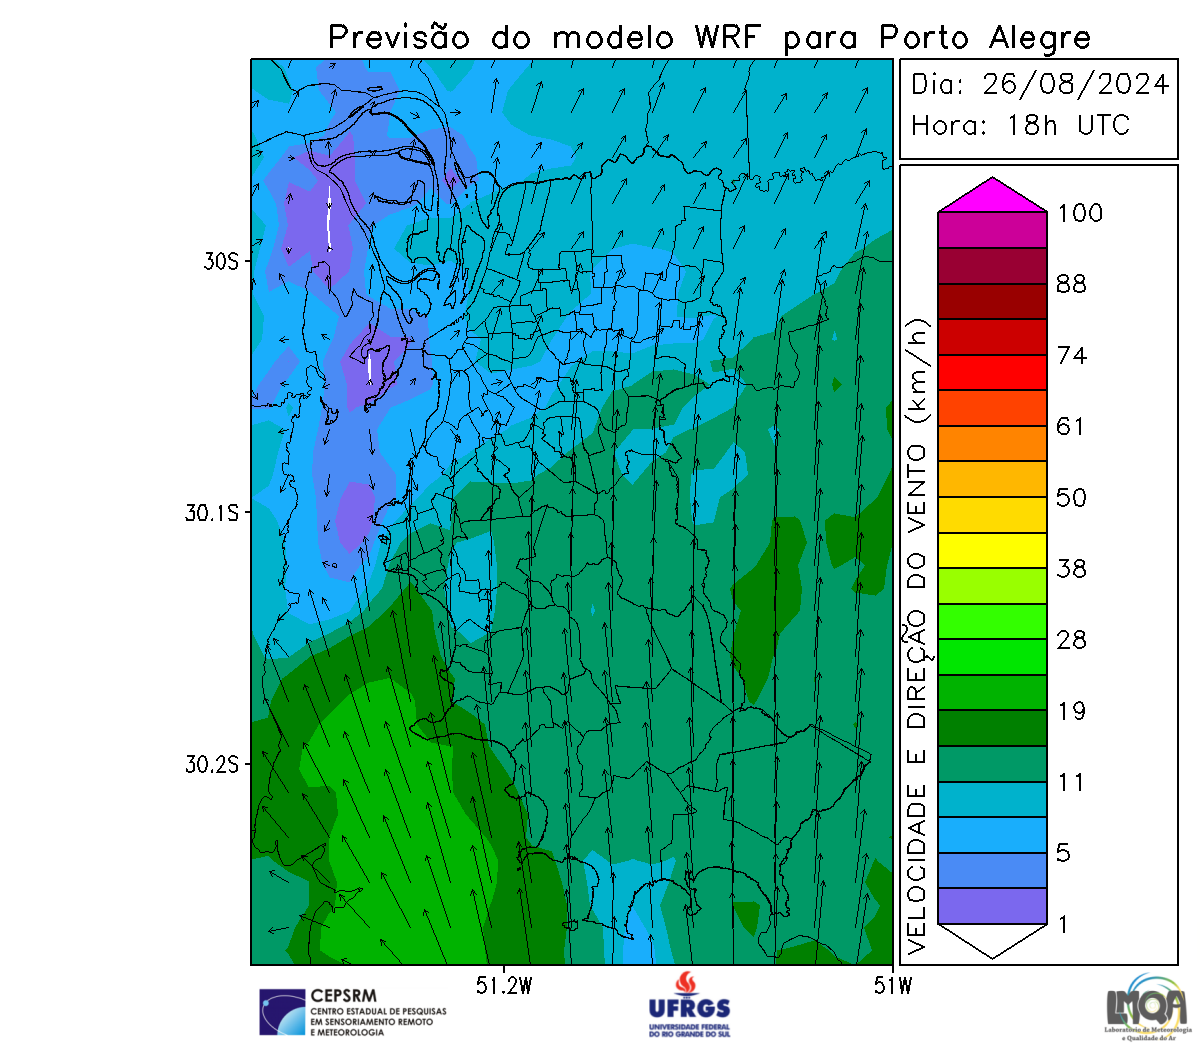 Previsão do modelo WRF para Porto Alegre
Dia: 26/08/2024
Hora: 18h UTC
30S
30.1S
30.2S
51.2W
51W
VELOCIDADE E DIREÇÃO DO VENTO (km/h)
100
88
74
61
50
38
28
19
11
5
1
CEPSRM
CENTRO ESTADUAL DE PESQUISAS
EM SENSORIAMENTO REMOTO
E METEOROLOGIA
UFRGS
UNIVERSIDADE FEDERAL
DO RIO GRANDE DO SUL
LMQA
Laboratório de Meteorologia
e Qualidade do Ar